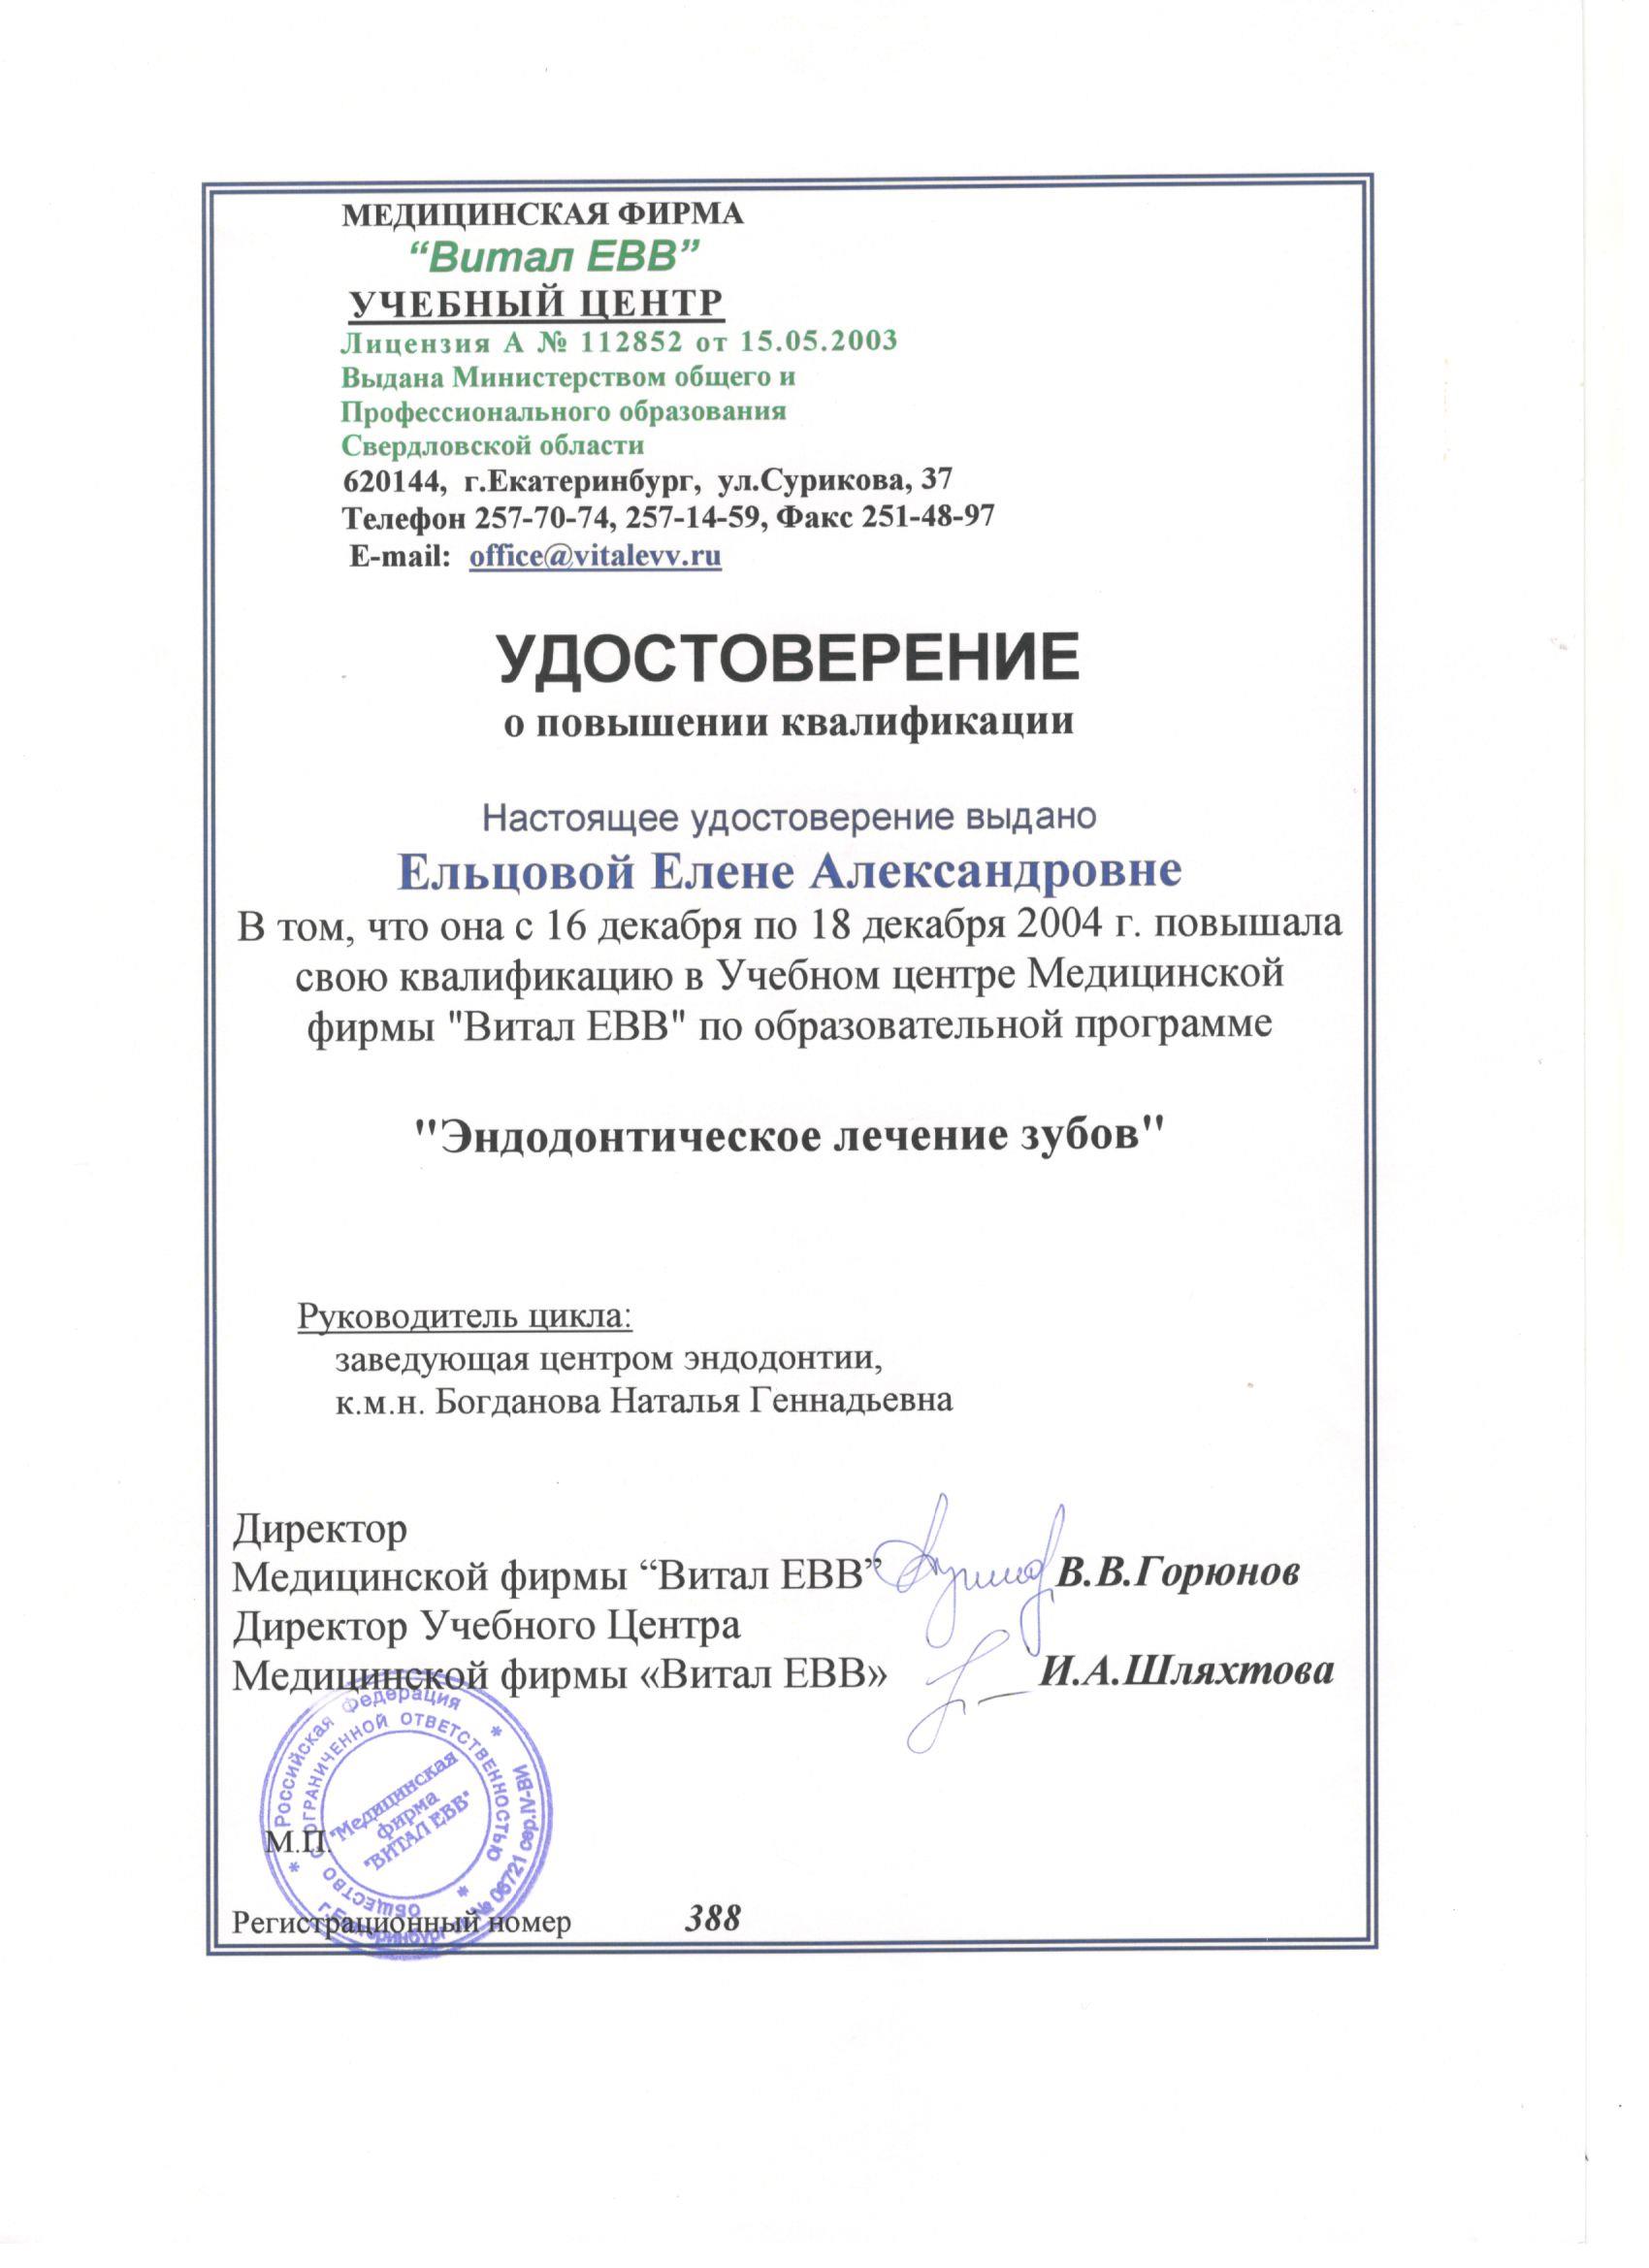 МЕДИЦИНСКАЯ ФИРМА
“Витал ЕВВ”
УЧЕБНЫЙ ЦЕНТР
Лицензия А № 112852 от 15.05.2003
Выдана Министерством общего и
Профессионального образования
Свердловской области
620144, г.Екатеринбург, ул.Сурикова, 37
Телефон 257-70-74, 257-14-59, Факс 251-48-97
E-mail: office@vitalevv.ru
УДОСТОВЕРЕНИЕ
о повышении квалификации
Настоящее удостоверение выдано
Ельцовой Елене Александровне
В том, что она с 16 декабря по 18 декабря 2004 г. повышала
свою квалификацию в Учебном центре Медицинской
фирмы "Витал ЕВВ" по образовательной программе
"Эндодонтическое лечение зубов"
Руководитель цикла:
заведующая центром эндодонтии,
к.м.н. Богданова Наталья Геннадьевна
Директор
Медицинской фирмы “Витал ЕВВ” В.В.Горюнов
Директор Учебного Центра
Медицинской фирмы «Витал ЕВВ» И.А.Шляхтова
* Российская Федерация *
ОБЩЕСТВО С ОГРАНИЧЕННОЙ ОТВЕТСТВЕННОСТЬЮ *
"Медицинская
фирма
"ВИТАЛ ЕВВ"
№ 06721 сер.IV-ВИ
М.П.
Регистрационный номер 388